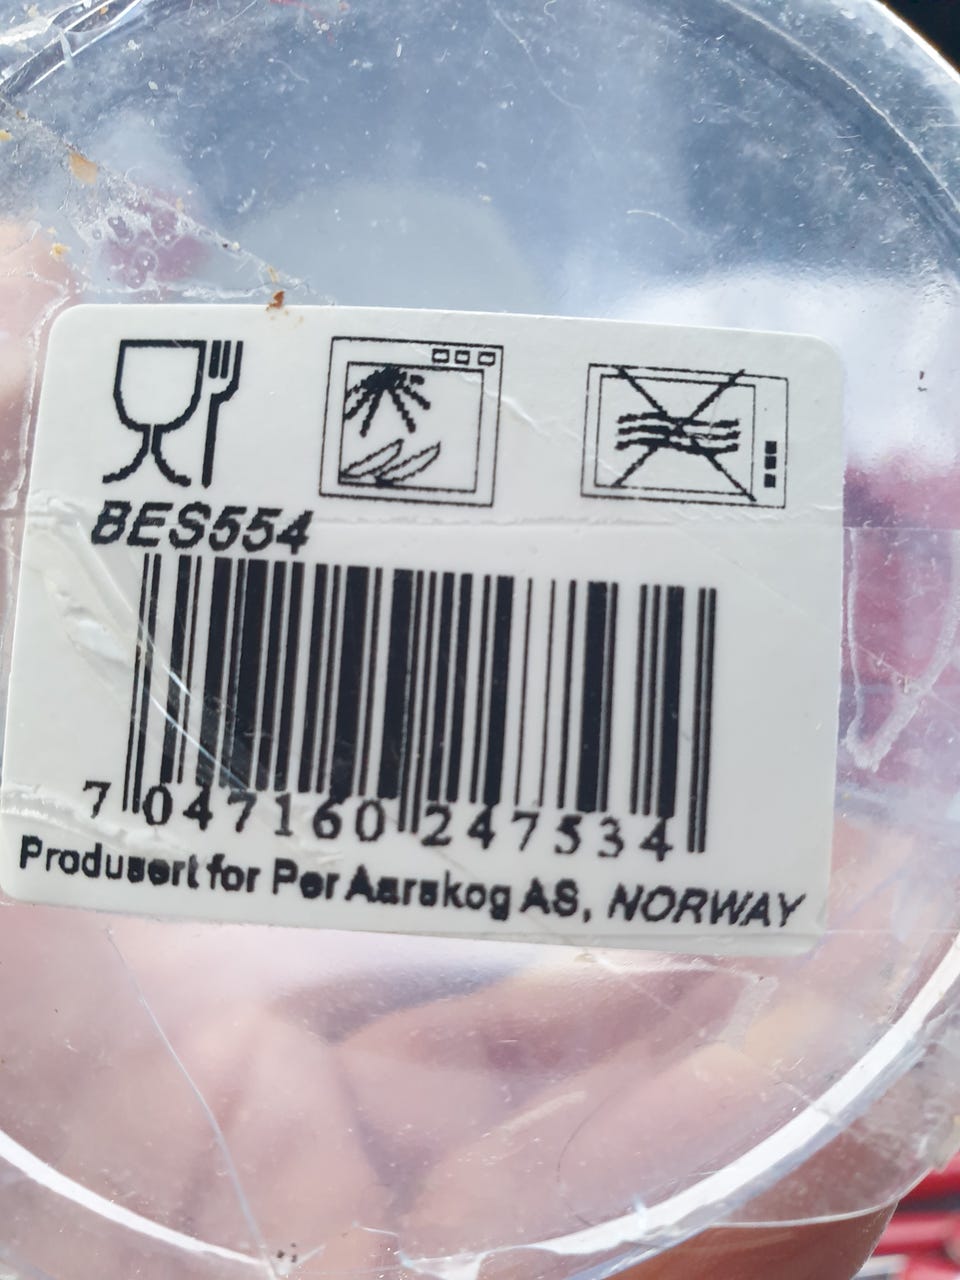 BES554
7 047160 247534
Produsert for Per Aarskog AS, NORWAY